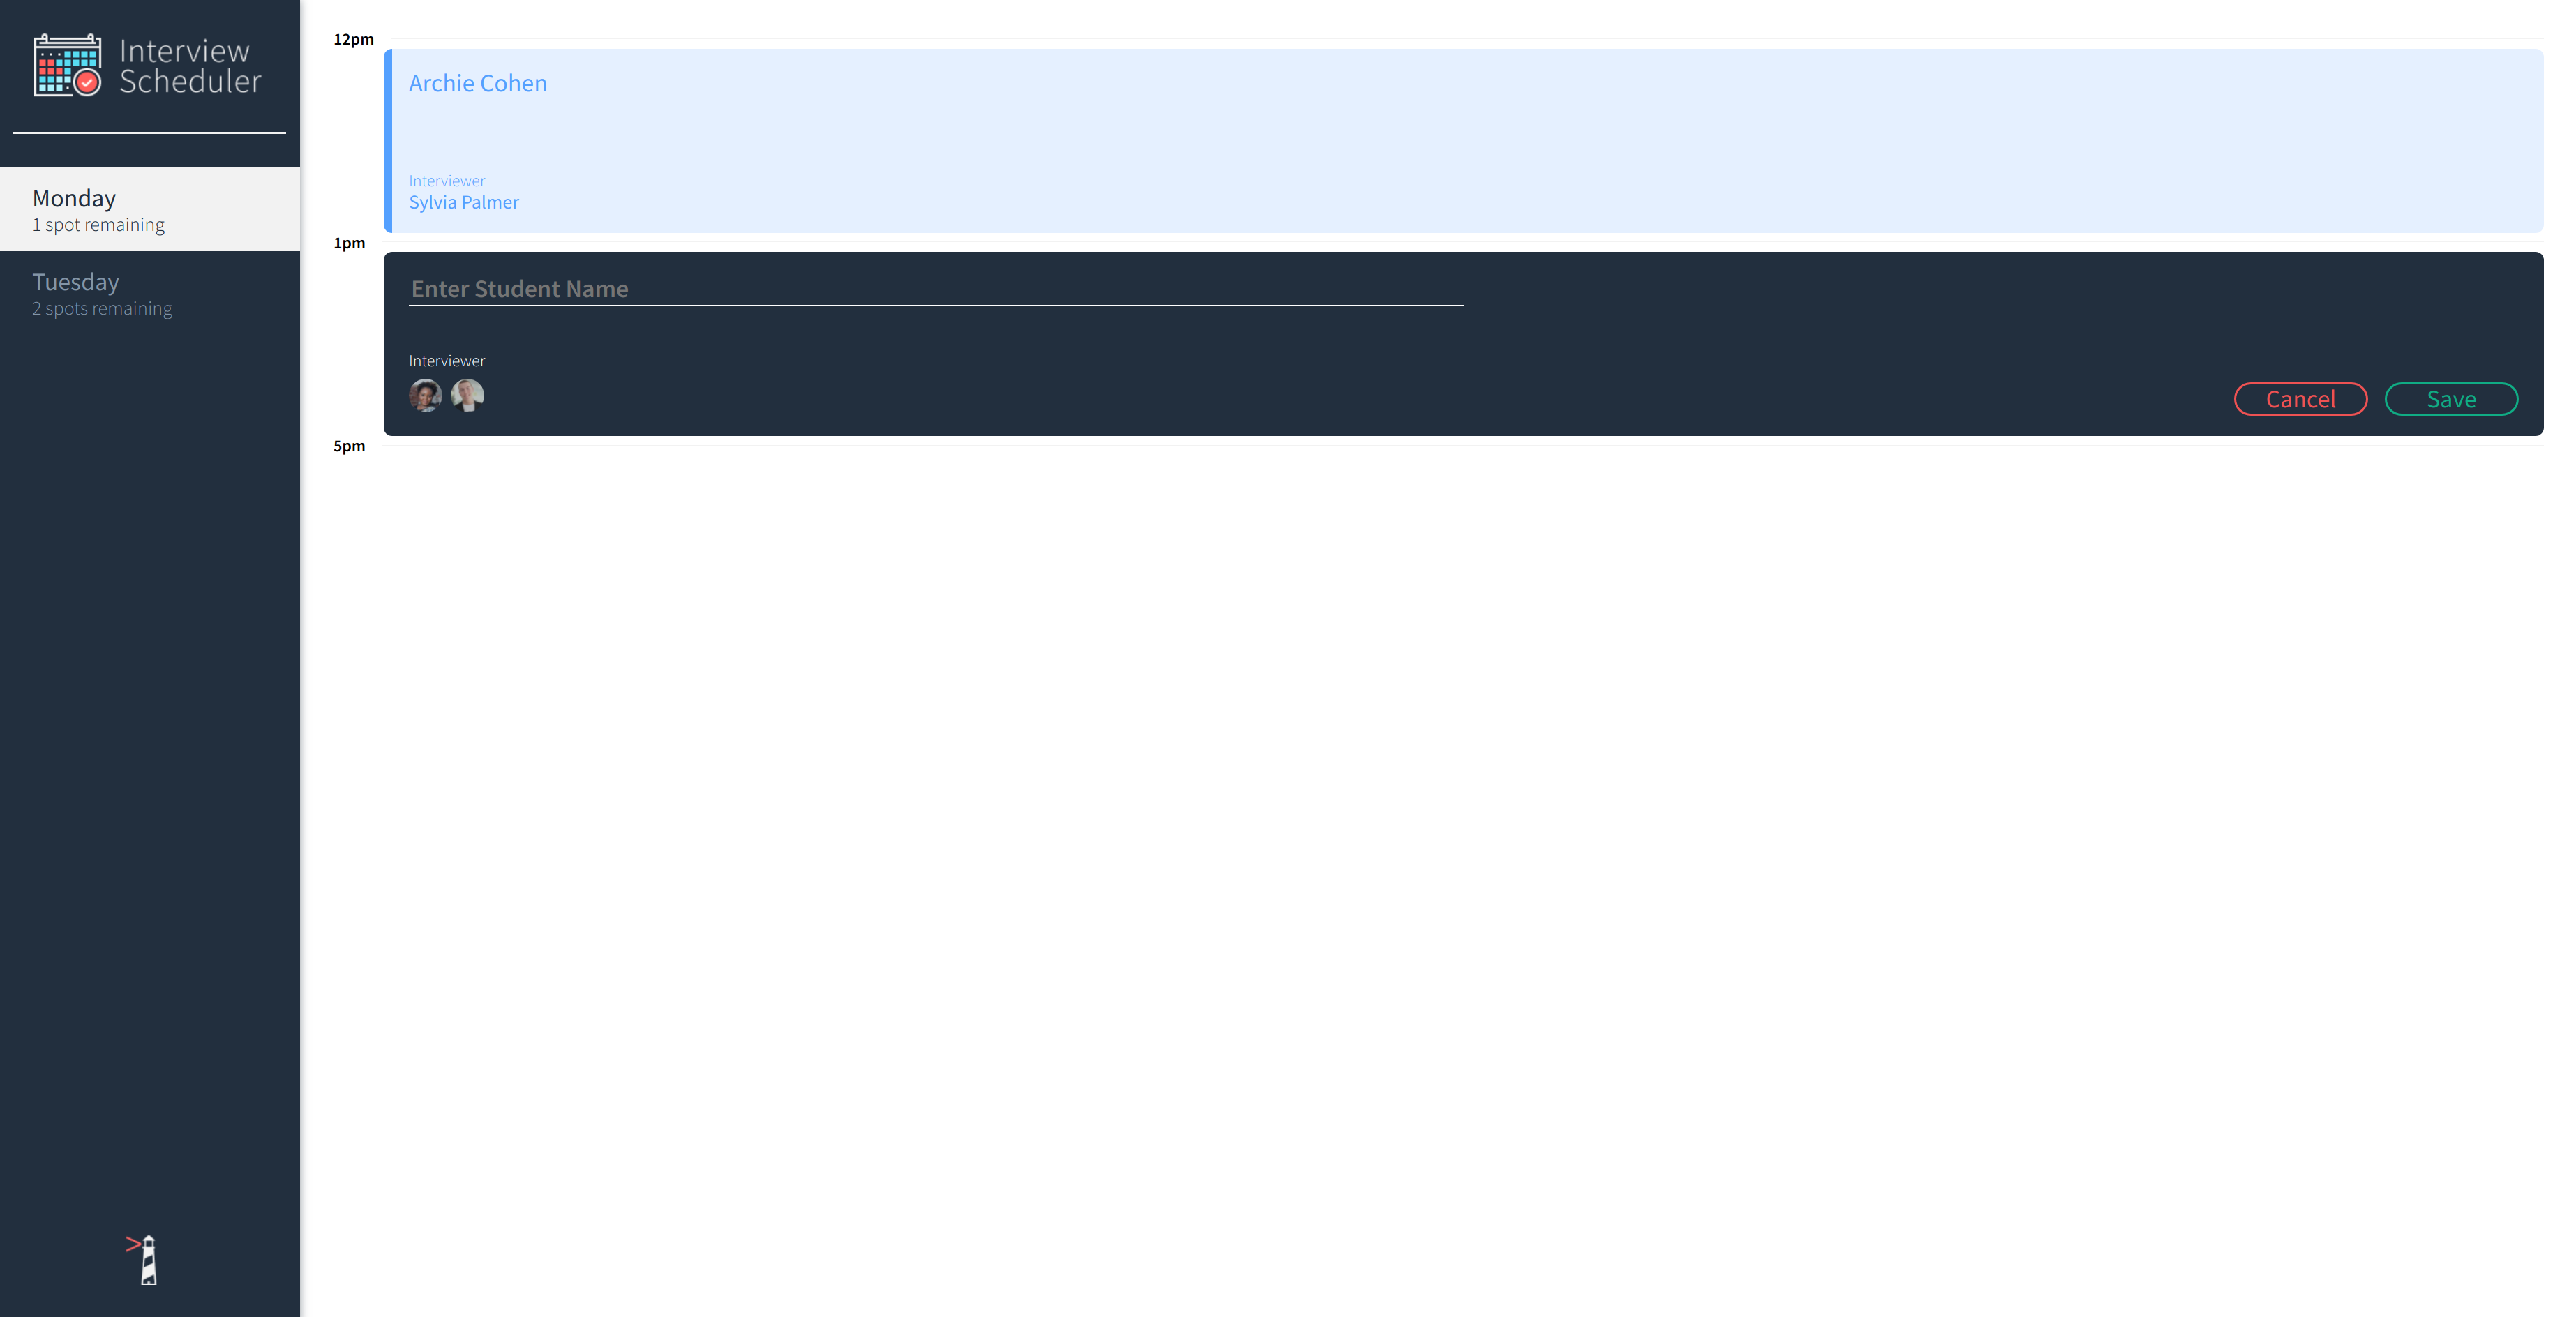 Interview
Scheduler
Monday
1 spot remaining
Tuesday
2 spots remaining
12pm
Archie Cohen
Interviewer
Sylvia Palmer
1pm
Enter Student Name
Interviewer
Cancel
Save
5pm